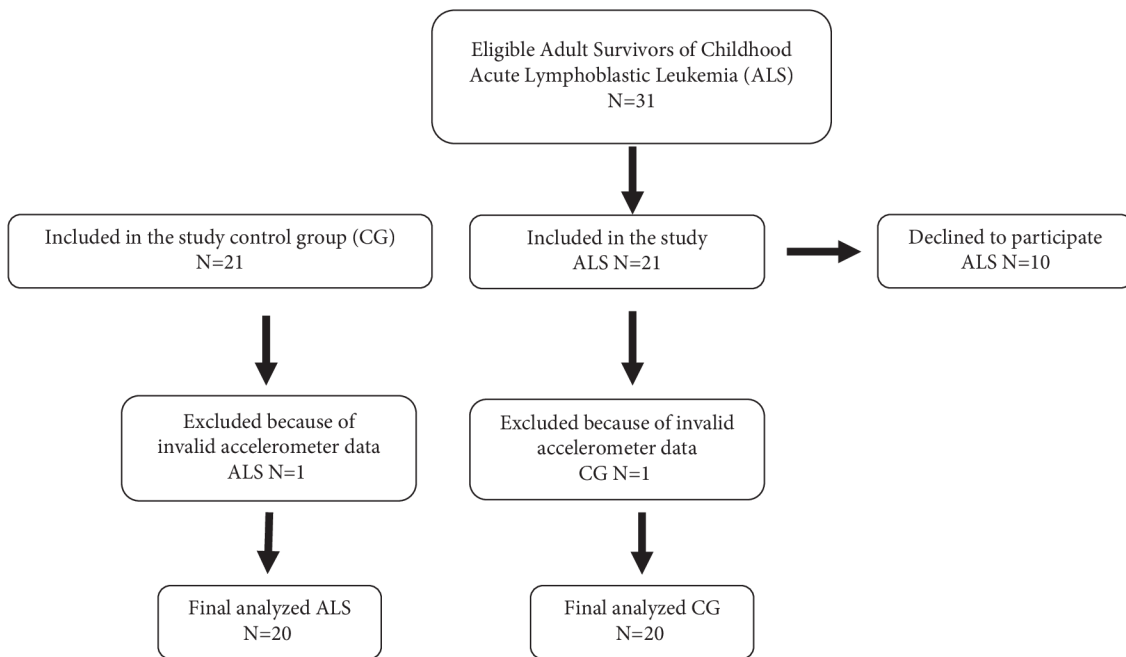 Eligible Adult Survivors of Childhood
Acute Lymphoblastic Leukemia (ALS)
N=31
Included in the study control group (CG)
N=21
Included in the study
ALS N=21
Declined to participate
ALS N=10
Excluded because of
invalid accelerometer data
ALS N=1
Excluded because of invalid
accelerometer data
CG N=1
Final analyzed ALS
N=20
Final analyzed CG
N=20